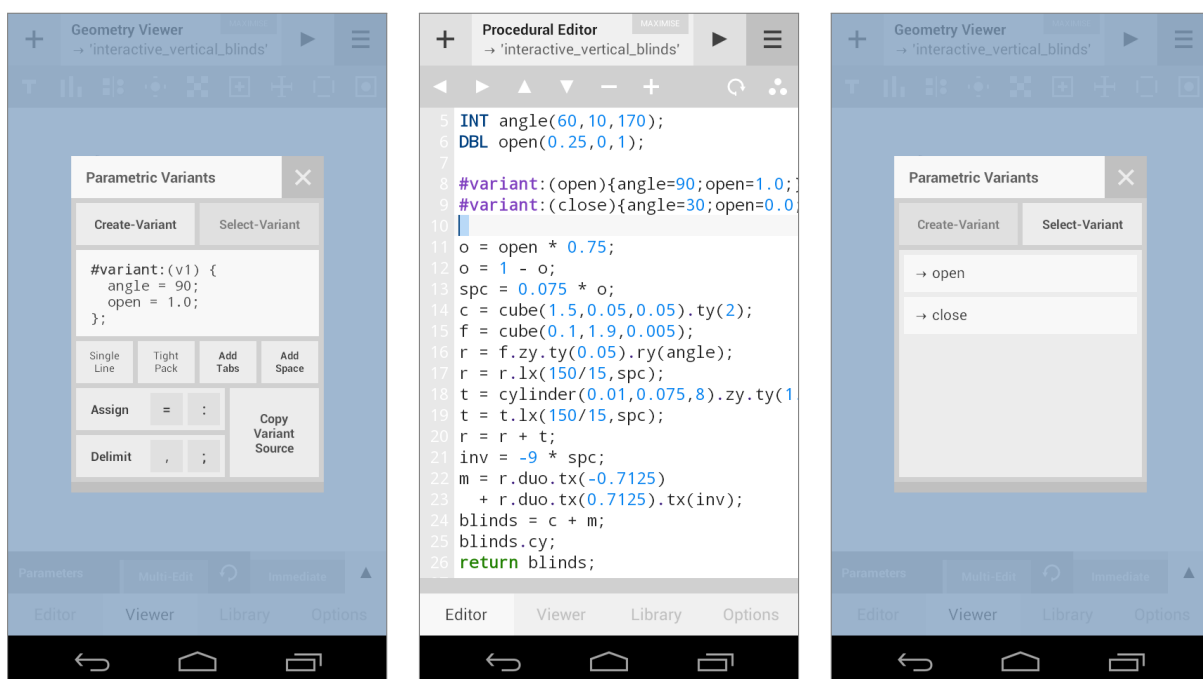 Geometry Viewer
MAXIMISE
→ 'interactive_vertical_blinds'
Parametric Variants
Create-Variant
Select-Variant
#variant:(v1) {
angle = 90;
open = 1.0;
};
Single
Line
Tight
Pack
Add
Tabs
Add
Space
Assign
=
:
Copy
Variant
Source
Delimit
,
;
Parameters
Multi-Edit
Immediate
Editor
Viewer
Library
Options
Procedural Editor
MAXIMISE
→ 'interactive_vertical_blinds'
5 INT angle(60,10,170);
6 DBL open(0.25,0,1);
7
8 #variant:(open){angle=90;open=1.0;}
9 #variant:(close){angle=30;open=0.0;
10
11 o = open * 0.75;
12 o = 1 - o;
13 spc = 0.075 * o;
14 c = cube(1.5,0.05,0.05).ty(2);
15 f = cube(0.1,1.9,0.005);
16 r = f.zy.ty(0.05).ry(angle);
17 r = r.lx(150/15,spc);
18 t = cylinder(0.01,0.075,8).zy.ty(1.
19 t = t.lx(150/15,spc);
20 r = r + t;
21 inv = -9 * spc;
22 m = r.duo.tx(-0.7125)
23 + r.duo.tx(0.7125).tx(inv);
24 blinds = c + m;
25 blinds.cy;
26 return blinds;
Editor
Viewer
Library
Options
Geometry Viewer
MAXIMISE
→ 'interactive_vertical_blinds'
Parametric Variants
Create-Variant
Select-Variant
→ open
→ close
Parameters
Multi-Edit
Immediate
Editor
Viewer
Library
Options